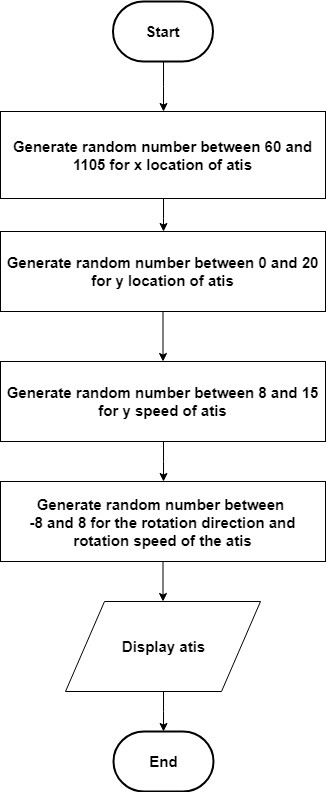 Start
Generate random number between 60 and
1105 for x location of atis
Generate random number between 0 and 20
for y location of atis
Generate random number between 8 and 15
for y speed of atis
Generate random number between
-8 and 8 for the rotation direction and
rotation speed of the atis
Display atis
End